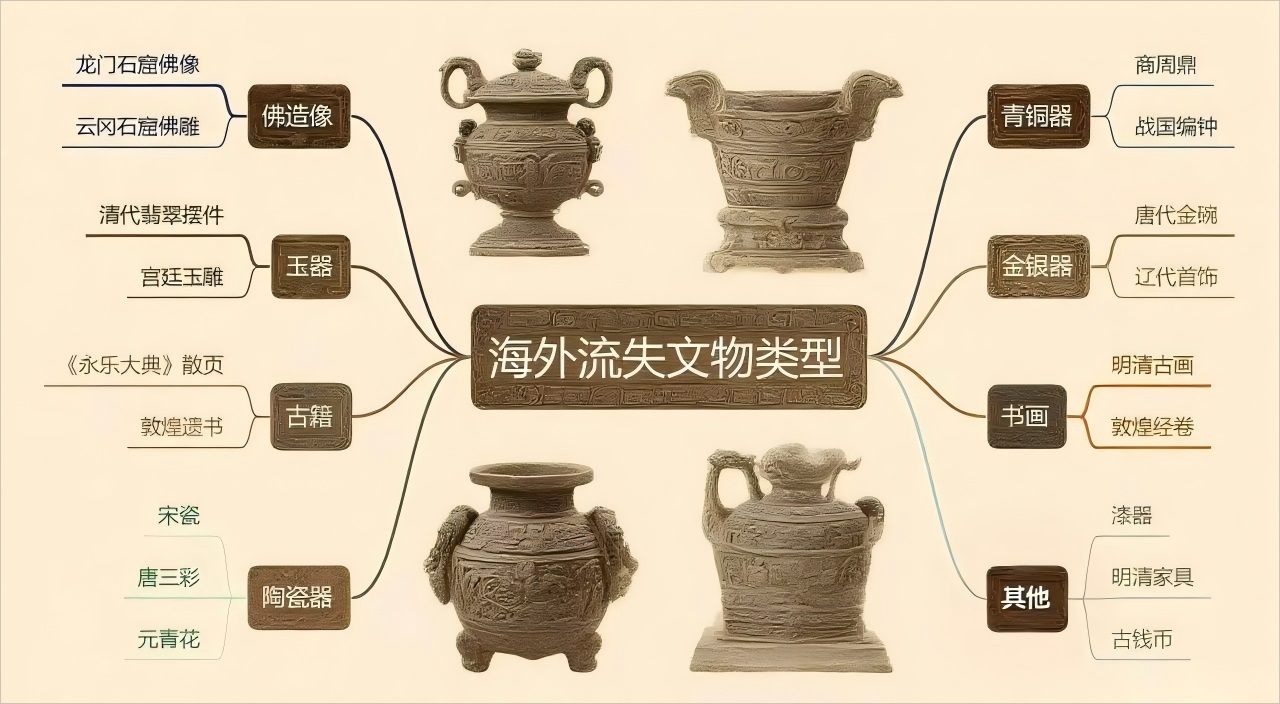 海外流失文物类型
佛造像
龙门石窟佛像
云冈石窟佛雕
玉器
清代翡翠摆件
宫廷玉雕
古籍
《永乐大典》散页
敦煌遗书
陶瓷器
宋瓷
唐三彩
元青花
青铜器
商周鼎
战国编钟
金银器
唐代金碗
辽代首饰
书画
明清古画
敦煌经卷
其他
漆器
明清家具
古钱币